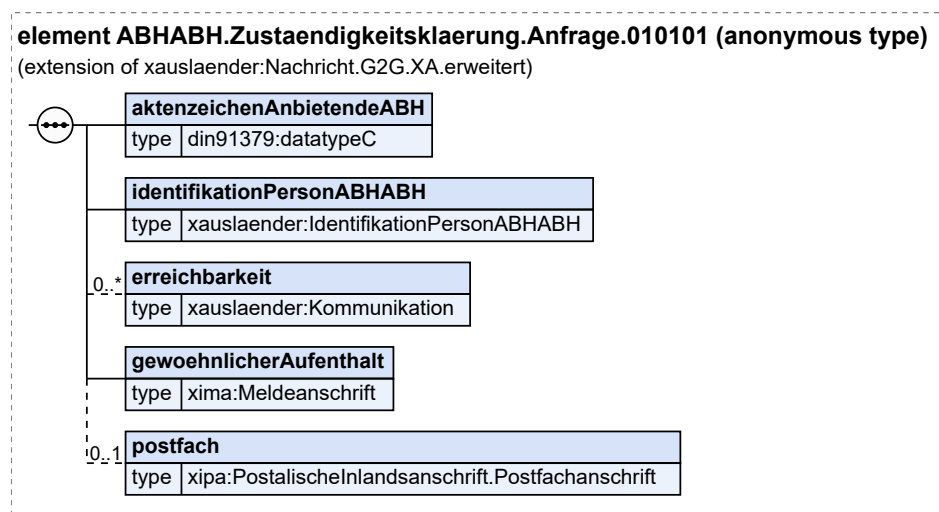 element ABHABH.Zustaendigkeitsklaerung.Anfrage.010101 (anonymous type)
(extension of xauslaender:Nachricht.G2G.XA.erweitert)
aktenzeichenAnbietendeABH
type din91379:datatypeC
identifikationPersonABHABH
type xauslaender:IdentifikationPersonABHABH
0..* erreichbarkeit
type xauslaender:Kommunikation
gewoehnlicherAufenthalt
type xima:Meldeanschrift
0..1 postfach
type xipa:PostalischeInlandsanschrift.Postfachanschrift